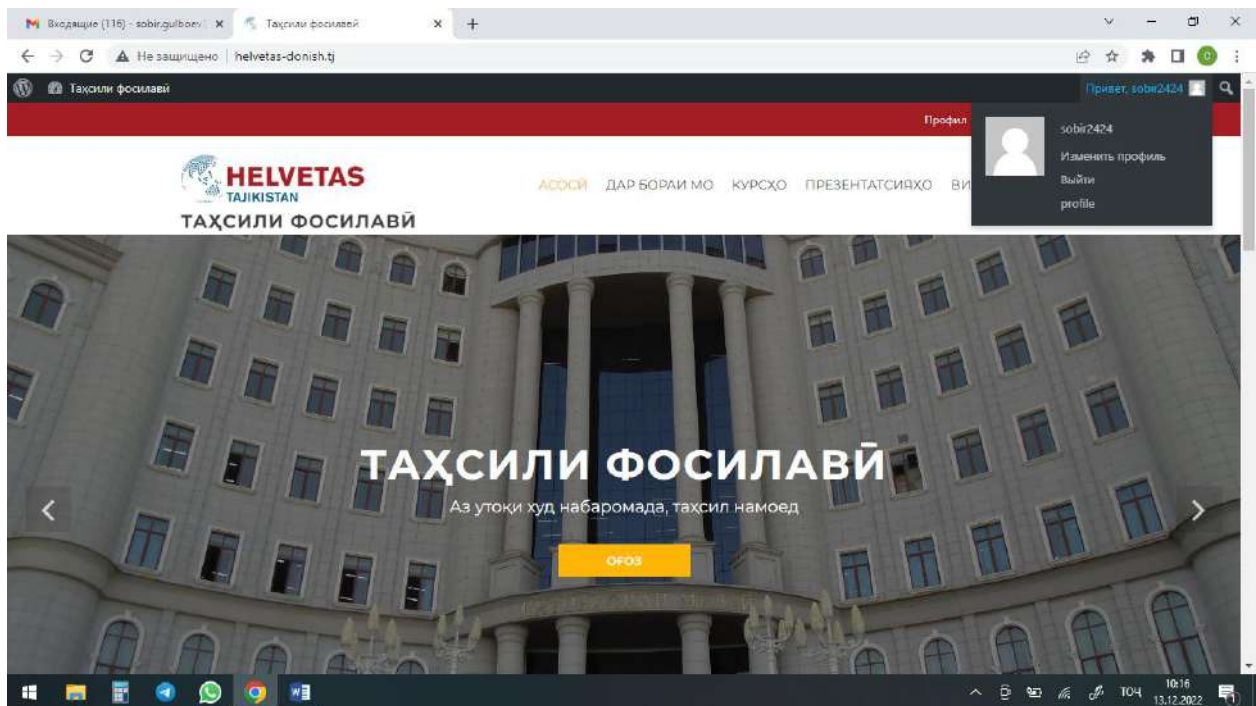 Входящие (116) - sobir.gulboev
Таҳсили фосилавӣ
Не защищено
helvetas-donish.tj
Таҳсили фосилавӣ
Привет, sobir2424
Профил
sobir2424
Изменить профиль
Выйти
profile
HELVETAS
TAJIKISTAN
ТАҲСИЛИ ФОСИЛАВӢ
АСОСӢ
ДАР БОРАИ МО
КУРСҲО
ПРЕЗЕНТАТСИЯҲО
ВИ
ТАҲСИЛИ ФОСИЛАВӢ
Аз утоқи худ набаромада, таҳсил намоед
ОҒОЗ
ТОҶ
10:16
13.12.2022